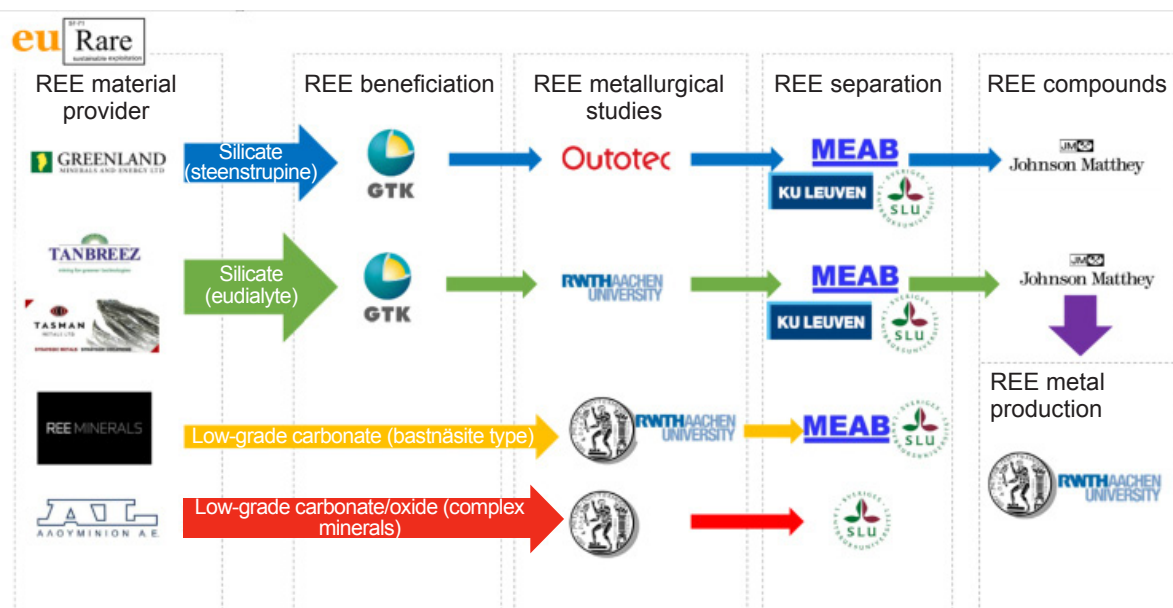 eu Rare
sustainable exploitation
REE material
provider
REE beneficiation
REE metallurgical
studies
REE separation
REE compounds
GREENLAND
MINERALS AND ENERGY LTD
Silicate
(steenstrupine)
GTK
Outotec
MEAB
KU LEUVEN
SLU
JM
Johnson Matthey
TANBREEZ
mining for greener technologies
TASMAN
METALS LTD
Silicate
(eudialyte)
GTK
RWTHAACHEN
UNIVERSITY
MEAB
KU LEUVEN
SLU
JM
Johnson Matthey
REE metal
production
REE MINERALS
Low-grade carbonate (bastnäsite type)
RWTHAACHEN
UNIVERSITY
MEAB
SLU
RWTHAACHEN
UNIVERSITY
ΑΛΟΥΜΙΝΙΟΝ Α.Ε.
Low-grade carbonate/oxide (complex
minerals)
SLU